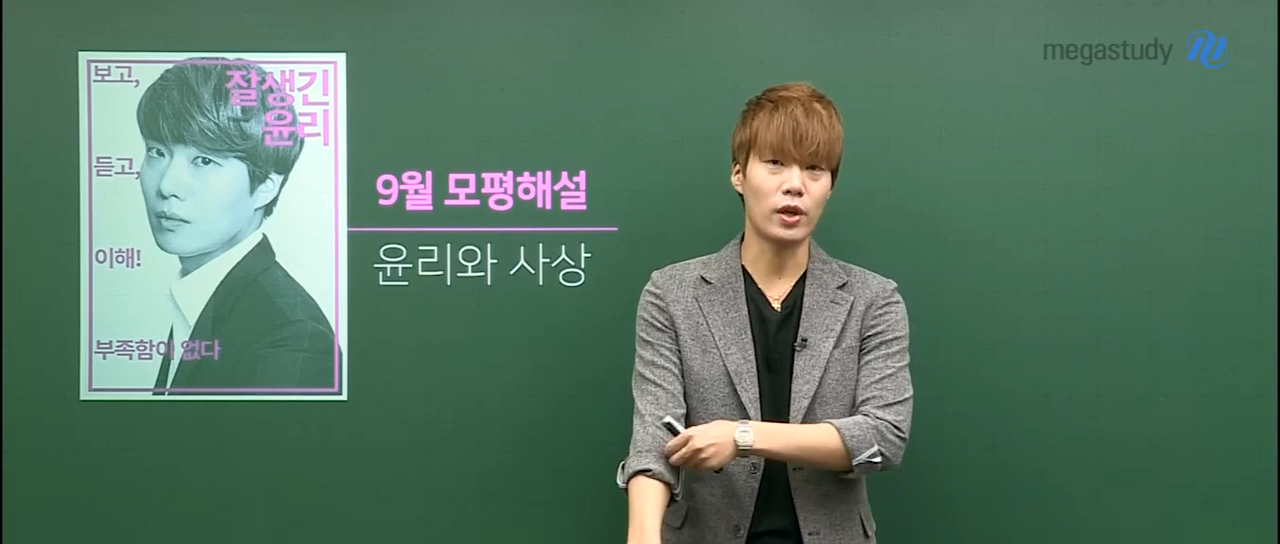 보고,
잘생긴
윤리
듣고,
이해!
부족함이 없다
9월 모평해설
윤리와 사상
megastudy